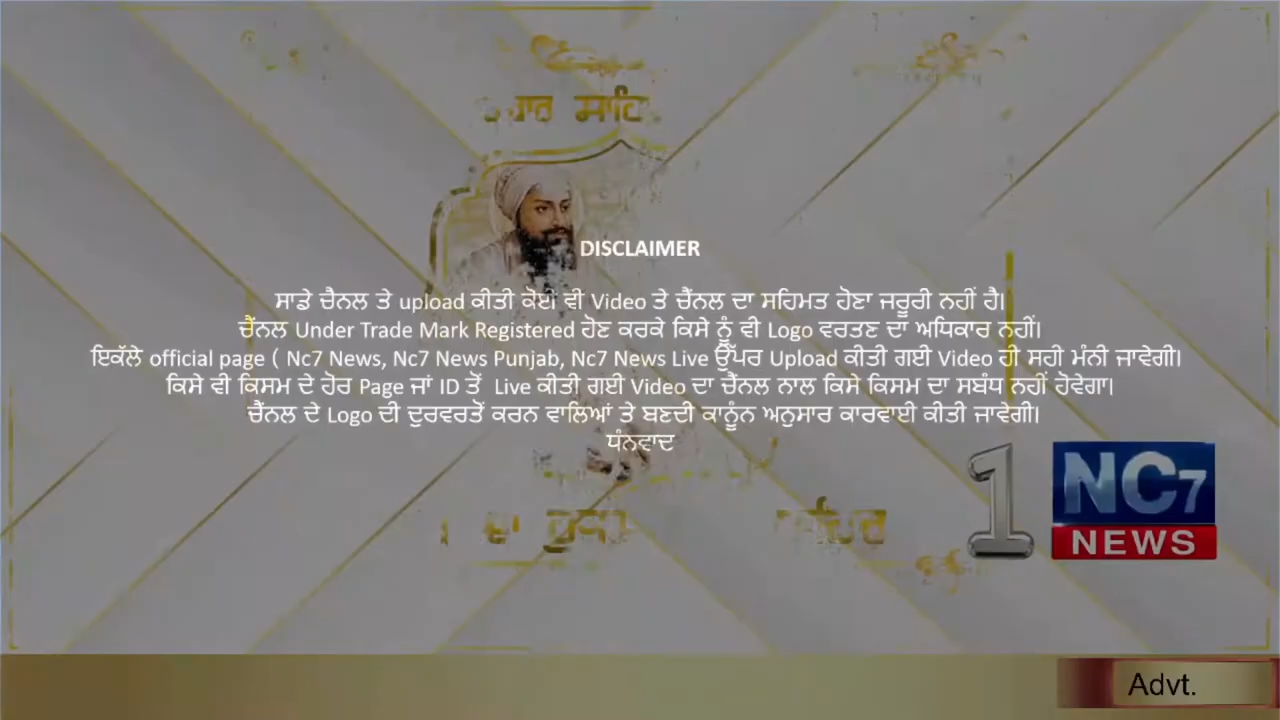 ਸਾਹਿ
DISCLAIMER
ਸਾਡੇ ਚੈਨਲ ਤੇ upload ਕੀਤੀ ਕੋਈ ਵੀ Video ਤੇ ਚੈਂਨਲ ਦਾ ਸਹਿਮਤ ਹੋਣਾ ਜਰੂਰੀ ਨਹੀਂ ਹੈ।
ਚੈਂਨਲ Under Trade Mark Registered ਹੋਣ ਕਰਕੇ ਕਿਸੇ ਨੂੰ ਵੀ Logo ਵਰਤਣ ਦਾ ਅਧਿਕਾਰ ਨਹੀਂ।
ਇਕੱਲੇ official page ( Nc7 News, Nc7 News Punjab, Nc7 News Live ਉੱਪਰ Upload ਕੀਤੀ ਗਈ Video ਹੀ ਸਹੀ ਮੰਨੀ ਜਾਵੇਗੀ।
ਕਿਸੇ ਵੀ ਕਿਸਮ ਦੇ ਹੋਰ Page ਜਾਂ ID ਤੋਂ Live ਕੀਤੀ ਗਈ Video ਦਾ ਚੈਂਨਲ ਨਾਲ ਕਿਸੇ ਕਿਸਮ ਦਾ ਸਬੰਧ ਨਹੀਂ ਹੋਵੇਗਾ।
ਚੈਂਨਲ ਦੇ Logo ਦੀ ਦੁਰਵਰਤੋਂ ਕਰਨ ਵਾਲਿਆਂ ਤੇ ਬਣਦੀ ਕਾਨੂੰਨ ਅਨੁਸਾਰ ਕਾਰਵਾਈ ਕੀਤੀ ਜਾਵੇਗੀ।
ਧੰਨਵਾਦ
1 NC7
NEWS
Advt.